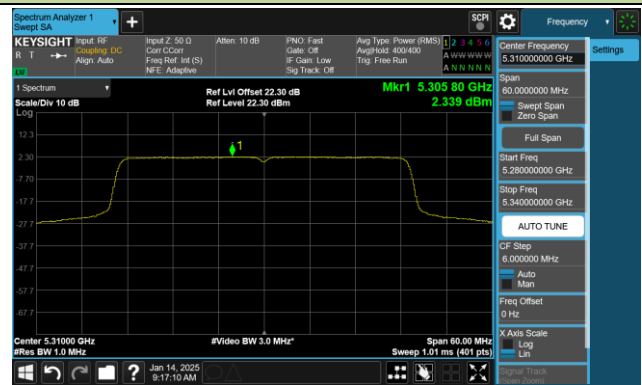 Spectrum Analyzer 1
Swept SA
SCPI
Frequency
KEYSIGHT
R T
Input: RF
Coupling: DC
Align: Auto
Input Z: 50 Ω
Corr CCorr
Freq Ref: Int (S)
NFE: Adaptive
Atten: 10 dB
PNO: Fast
Gate: Off
IF Gain: Low
Sig Track: Off
Avg Type: Power (RMS)
Avg|Hold: 400/400
Trig: Free Run
1 2 3 4 5 6
A W W W W W
A N N N N N
1 Spectrum
Scale/Div 10 dB
Log
Ref Lvl Offset 22.30 dB
Ref Level 22.30 dBm
Mkr1 5.305 80 GHz
2.339 dBm
12.3
2.30
-7.70
-17.7
-27.7
-37.7
-47.7
-57.7
-67.7
1
Center 5.31000 GHz
#Res BW 1.0 MHz
#Video BW 3.0 MHz*
Span 60.00 MHz
Sweep 1.01 ms (401 pts)
Jan 14, 2025
9:17:10 AM
Center Frequency
5.310000000 GHz
Settings
Span
60.0000000 MHz
Swept Span
Zero Span
Full Span
Start Freq
5.280000000 GHz
Stop Freq
5.340000000 GHz
AUTO TUNE
CF Step
6.000000 MHz
Auto
Man
Freq Offset
0 Hz
X Axis Scale
Log
Lin
Signal Track
(Span Zoom)